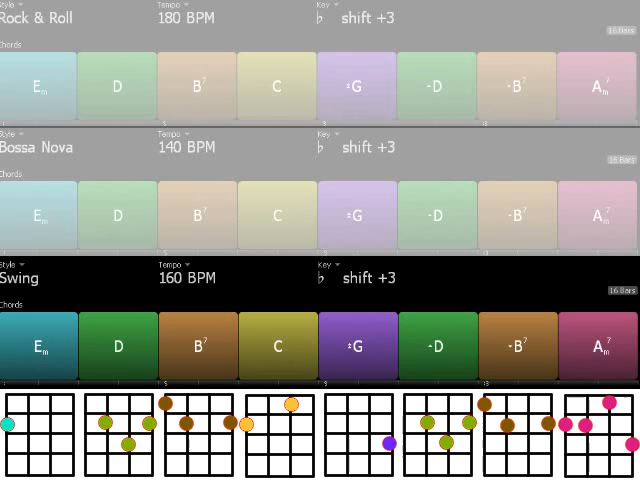 Style Tempo Key
Rock & Roll 180 BPM ♭ shift +3
16 Bars
Chords
Em D B7 C G D B7 Am7
Style Tempo Key
Bossa Nova 140 BPM ♭ shift +3
16 Bars
Chords
Em D B7 C G D B7 Am7
Style Tempo Key
Swing 160 BPM ♭ shift +3
16 Bars
Chords
Em D B7 C G D B7 Am7